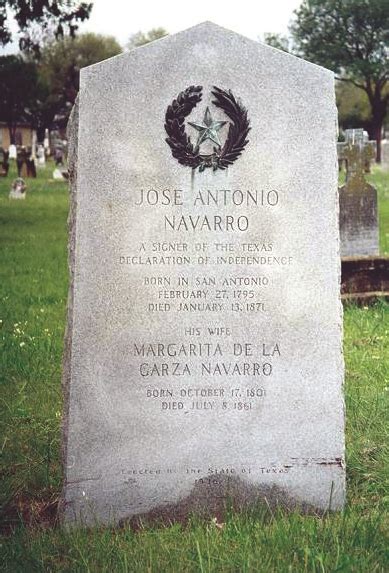 JOSE ANTONIO
NAVARRO
A SIGNER OF THE TEXAS
DECLARATION OF INDEPENDENCE
BORN IN SAN ANTONIO
FEBRUARY 27, 1795
DIED JANUARY 13, 1871
HIS WIFE
MARGARITA DE LA
GARZA NAVARRO
BORN OCTOBER 17, 1801
DIED JULY 8, 1861
Erected by the State of Texas